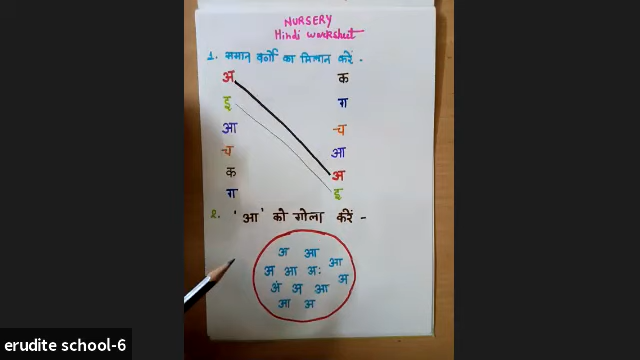 NURSERY
Hindi worksheet
1. समान वर्णों का मिलान करें -
अ क
इ ग
आ च
च आ
क अ
ग इ
2. 'आ' को गोला करें -
अ आ
अ आ अः आ
अं अ आ अ
आ अ
erudite school-6